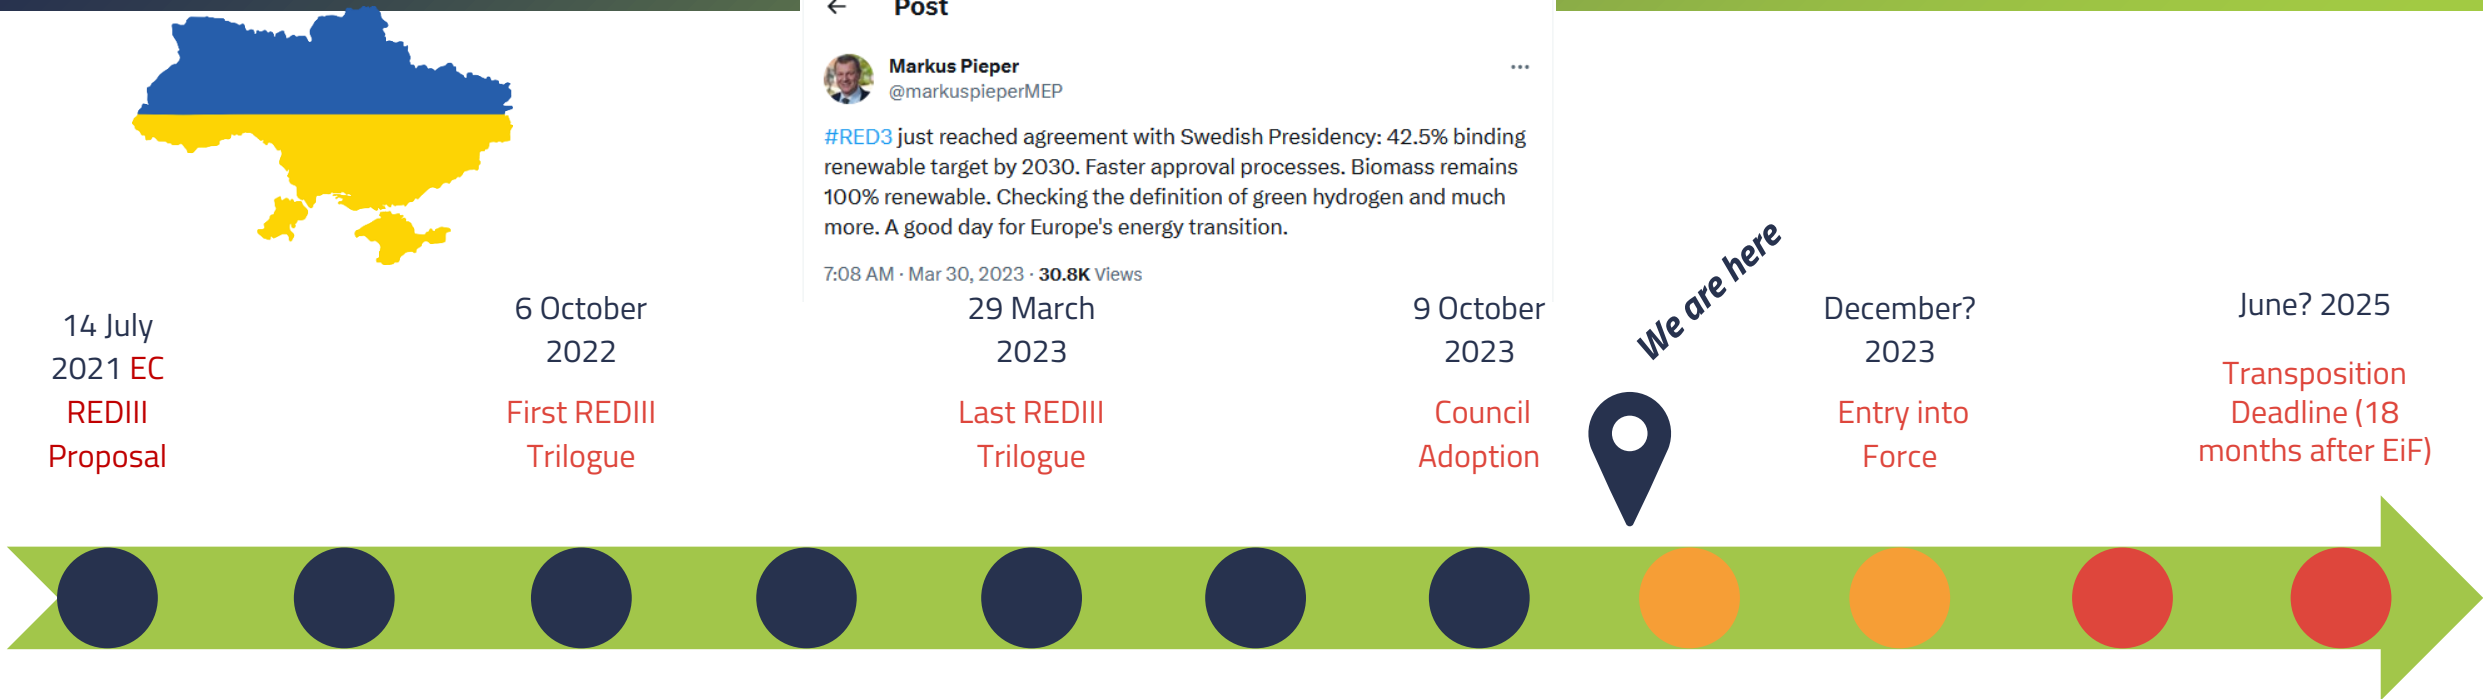 Post
Markus Pieper
@markuspieperMEP
#RED3 just reached agreement with Swedish Presidency: 42.5% binding
renewable target by 2030. Faster approval processes. Biomass remains
100% renewable. Checking the definition of green hydrogen and much
more. A good day for Europe's energy transition.
7:08 AM · Mar 30, 2023 · 30.8K Views
14 July
2021 EC
REDIII
Proposal
6 October
2022
First REDIII
Trilogue
29 March
2023
Last REDIII
Trilogue
9 October
2023
Council
Adoption
We are here
December?
2023
Entry into
Force
June? 2025
Transposition
Deadline (18
months after EiF)